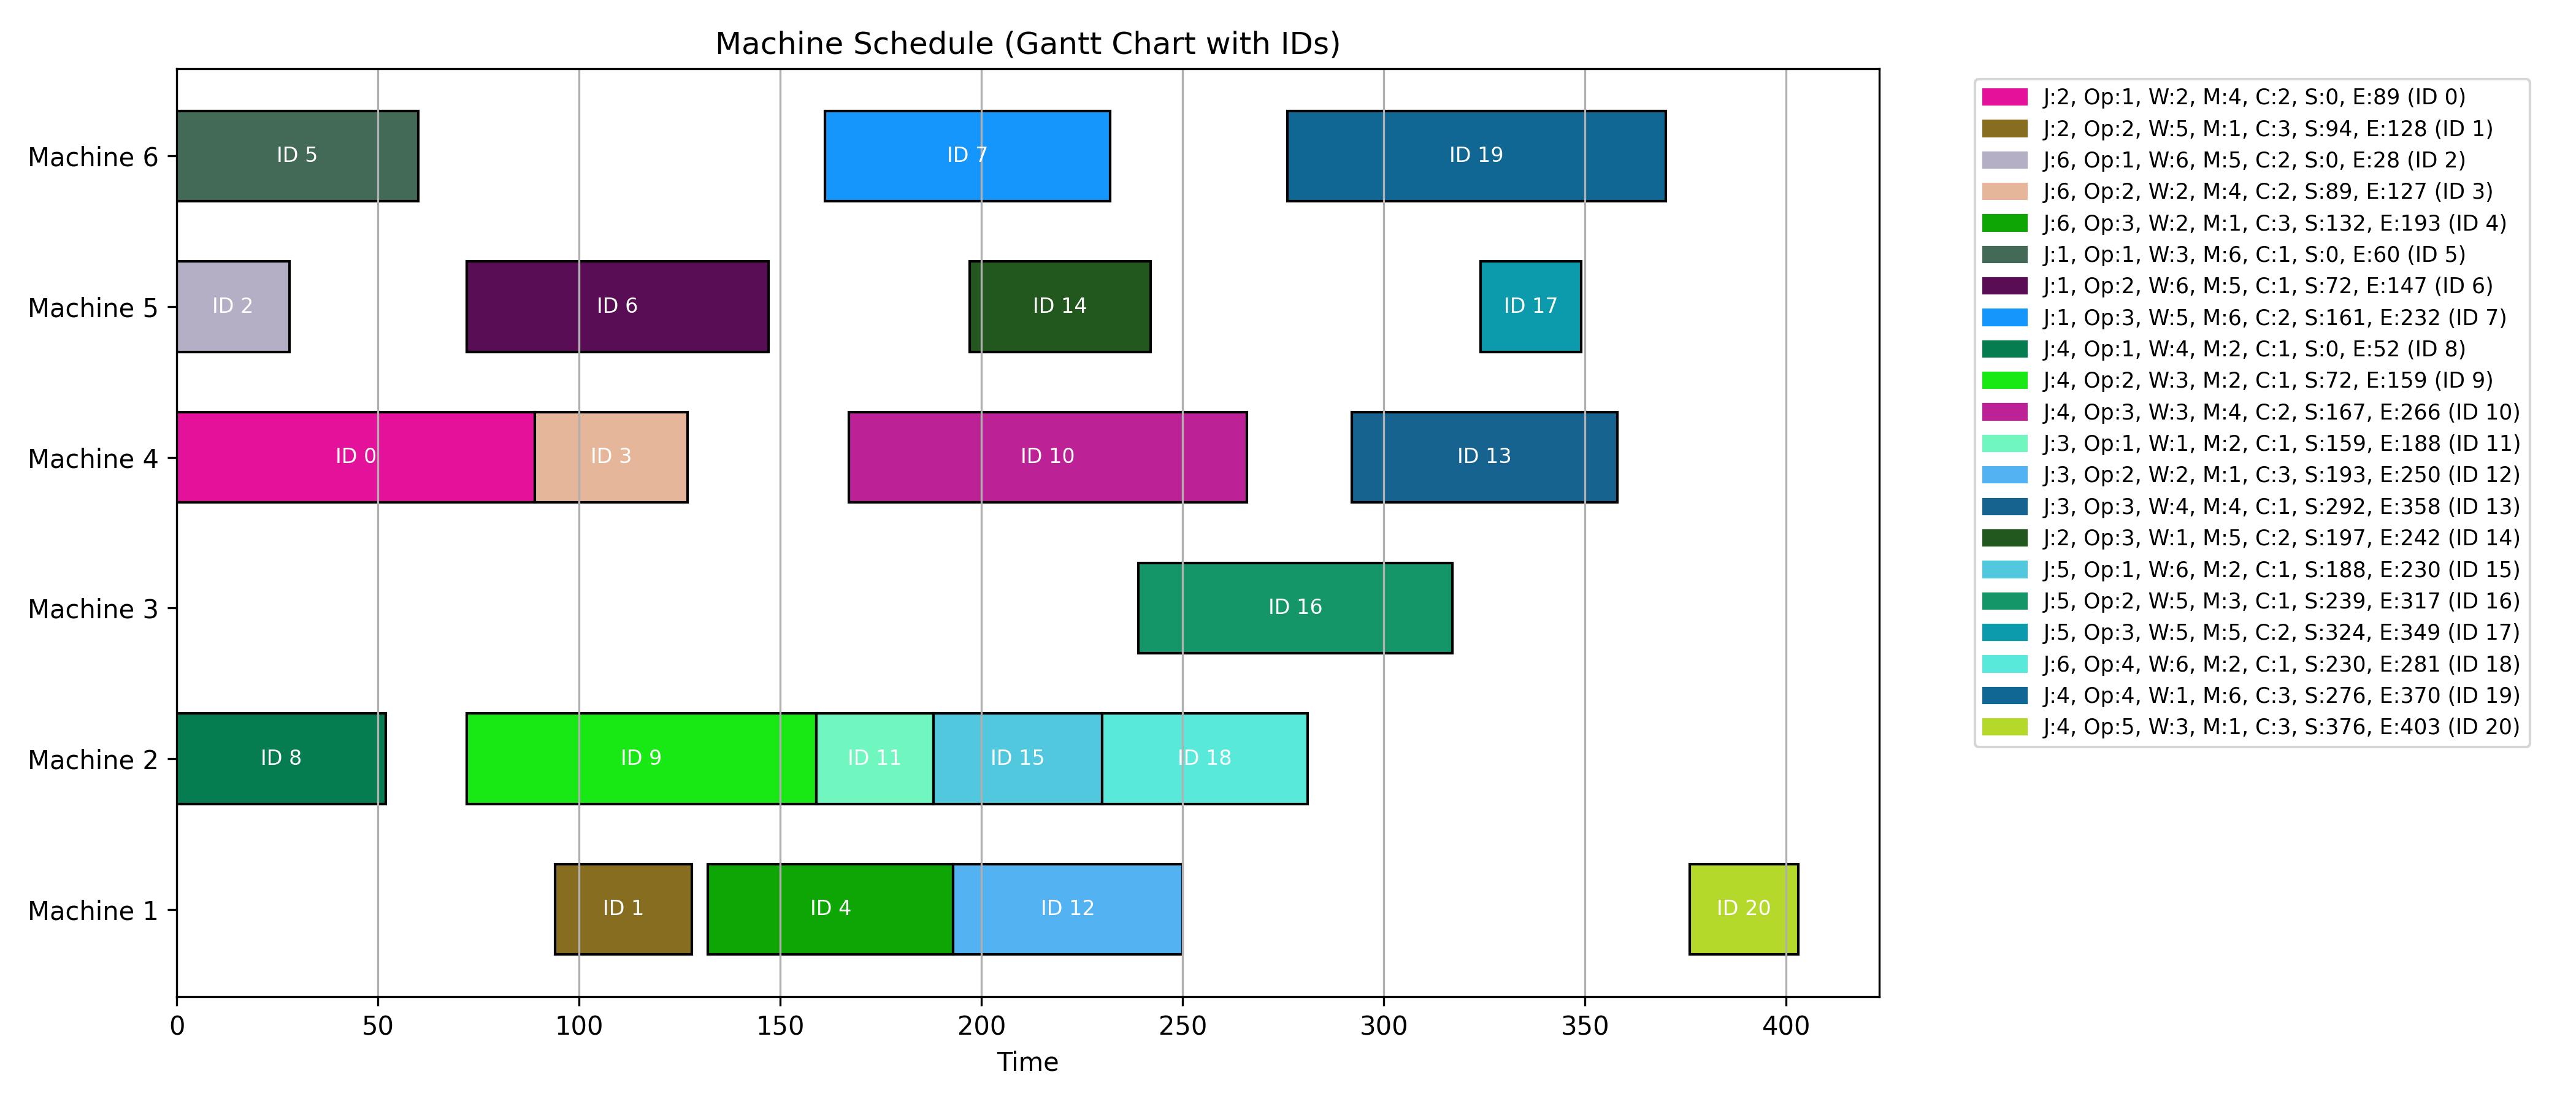 Machine Schedule (Gantt Chart with IDs)
Machine 6
ID 5
ID 7
ID 19
Machine 5
ID 2
ID 6
ID 14
ID 17
Machine 4
ID 0
ID 3
ID 10
ID 13
Machine 3
ID 16
Machine 2
ID 8
ID 9
ID 11
ID 15
ID 18
Machine 1
ID 1
ID 4
ID 12
ID 20
0 50 100 150 200 250 300 350 400
Time
J:2, Op:1, W:2, M:4, C:2, S:0, E:89 (ID 0)
J:2, Op:2, W:5, M:1, C:3, S:94, E:128 (ID 1)
J:6, Op:1, W:6, M:5, C:2, S:0, E:28 (ID 2)
J:6, Op:2, W:2, M:4, C:2, S:89, E:127 (ID 3)
J:6, Op:3, W:2, M:1, C:3, S:132, E:193 (ID 4)
J:1, Op:1, W:3, M:6, C:1, S:0, E:60 (ID 5)
J:1, Op:2, W:6, M:5, C:1, S:72, E:147 (ID 6)
J:1, Op:3, W:5, M:6, C:2, S:161, E:232 (ID 7)
J:4, Op:1, W:4, M:2, C:1, S:0, E:52 (ID 8)
J:4, Op:2, W:3, M:2, C:1, S:72, E:159 (ID 9)
J:4, Op:3, W:3, M:4, C:2, S:167, E:266 (ID 10)
J:3, Op:1, W:1, M:2, C:1, S:159, E:188 (ID 11)
J:3, Op:2, W:2, M:1, C:3, S:193, E:250 (ID 12)
J:3, Op:3, W:4, M:4, C:1, S:292, E:358 (ID 13)
J:2, Op:3, W:1, M:5, C:2, S:197, E:242 (ID 14)
J:5, Op:1, W:6, M:2, C:1, S:188, E:230 (ID 15)
J:5, Op:2, W:5, M:3, C:1, S:239, E:317 (ID 16)
J:5, Op:3, W:5, M:5, C:2, S:324, E:349 (ID 17)
J:6, Op:4, W:6, M:2, C:1, S:230, E:281 (ID 18)
J:4, Op:4, W:1, M:6, C:3, S:276, E:370 (ID 19)
J:4, Op:5, W:3, M:1, C:3, S:376, E:403 (ID 20)